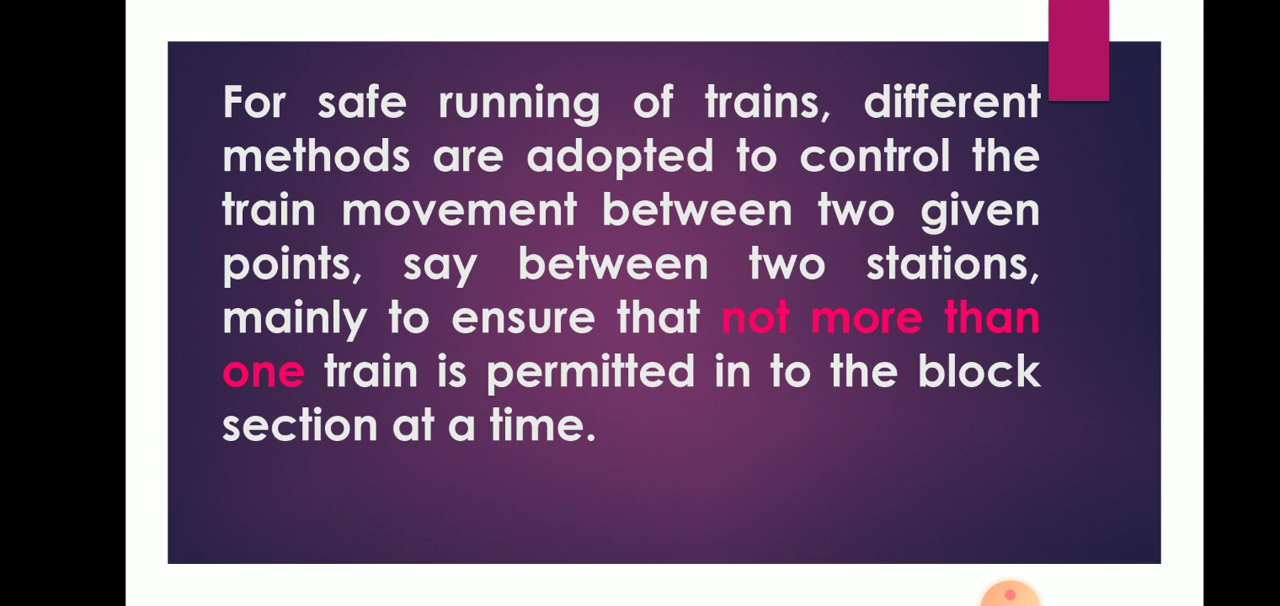 For safe running of trains, different
methods are adopted to control the
train movement between two given
points, say between two stations,
mainly to ensure that not more than
one train is permitted in to the block
section at a time.